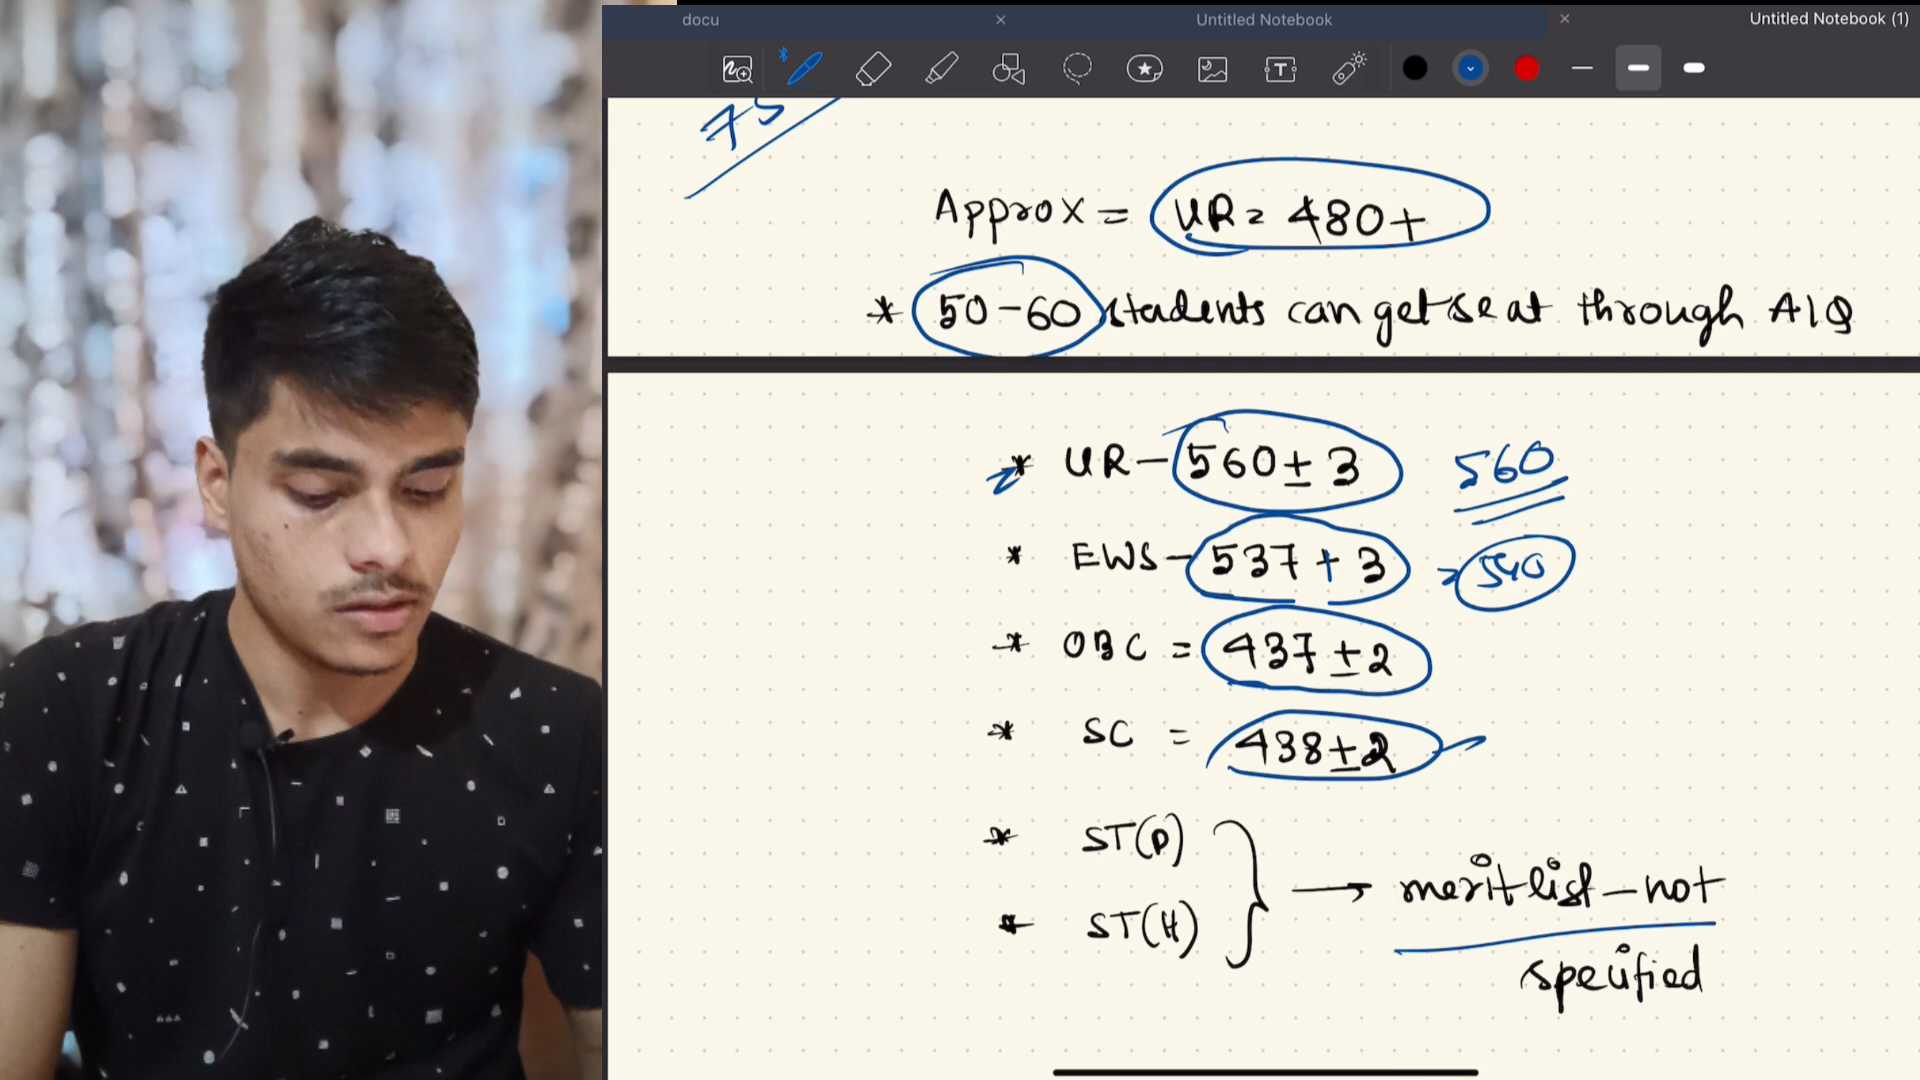 docu
Untitled Notebook
Untitled Notebook (1)
75
Approx = UR = 480+
* 50-60 students can get seat through AIQ
* UR - 560 ± 3 560
* EWS - 537 + 3 = 540
* OBC = 437 ± 2
* SC = 438 ± 2
* ST(P)
* ST(H)
→ merit list - not
specified